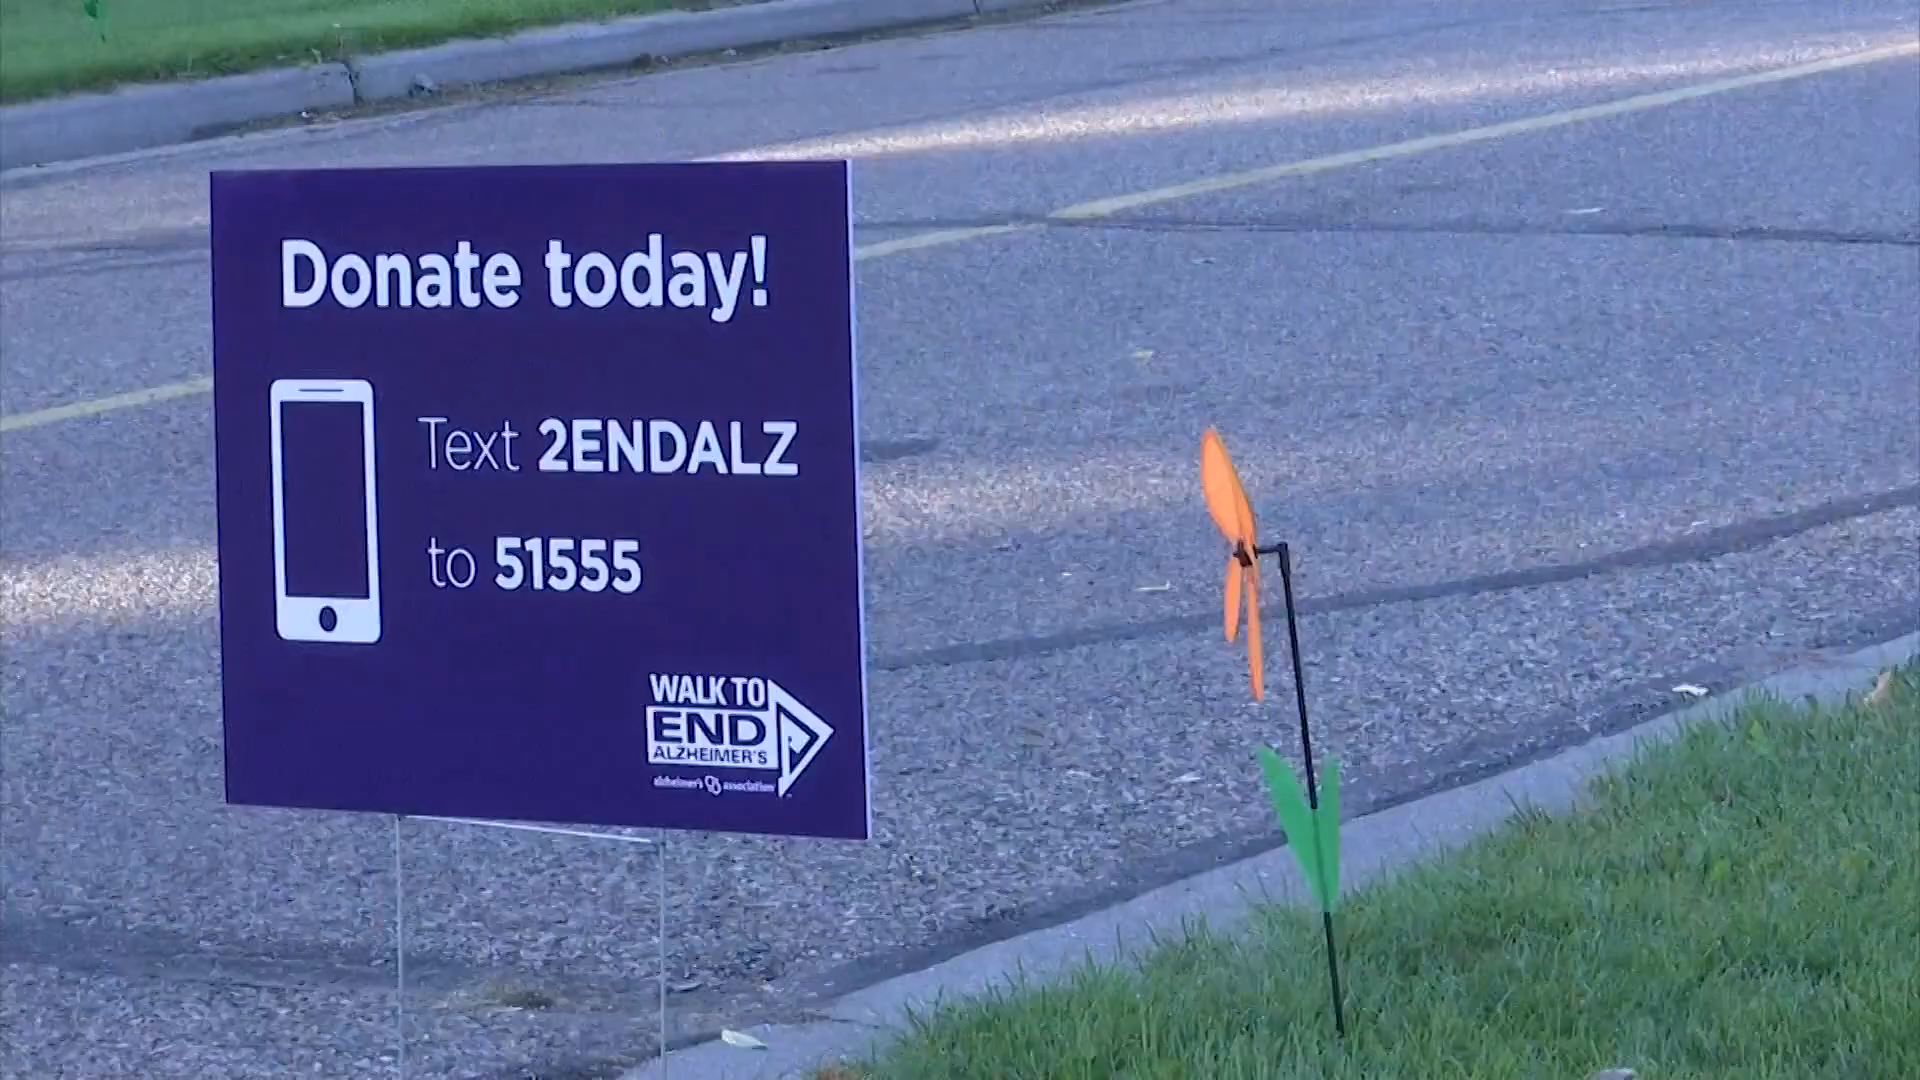 Donate today!
Text 2ENDALZ
to 51555
WALK TO
END
ALZHEIMER'S
alzheimer's association